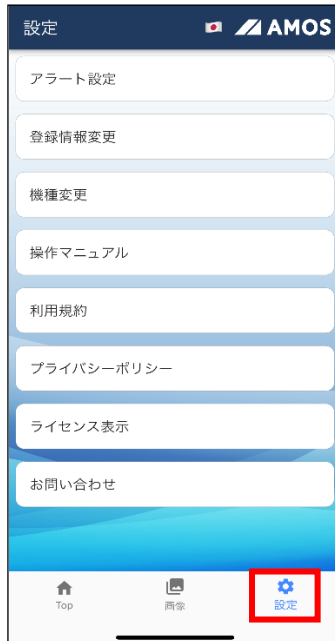 設定
AMOS
アラート設定
登録情報変更
機種変更
操作マニュアル
利用規約
プライバシーポリシー
ライセンス表示
お問い合わせ
Top
画像
設定